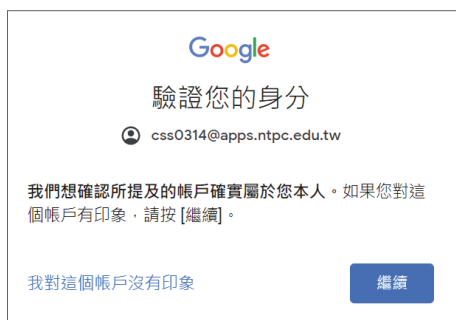 Google
驗證您的身分
css0314@apps.ntpc.edu.tw
我們想確認所提及的帳戶確實屬於您本人。如果您對這
個帳戶有印象，請按 [繼續]。
我對這個帳戶沒有印象
繼續